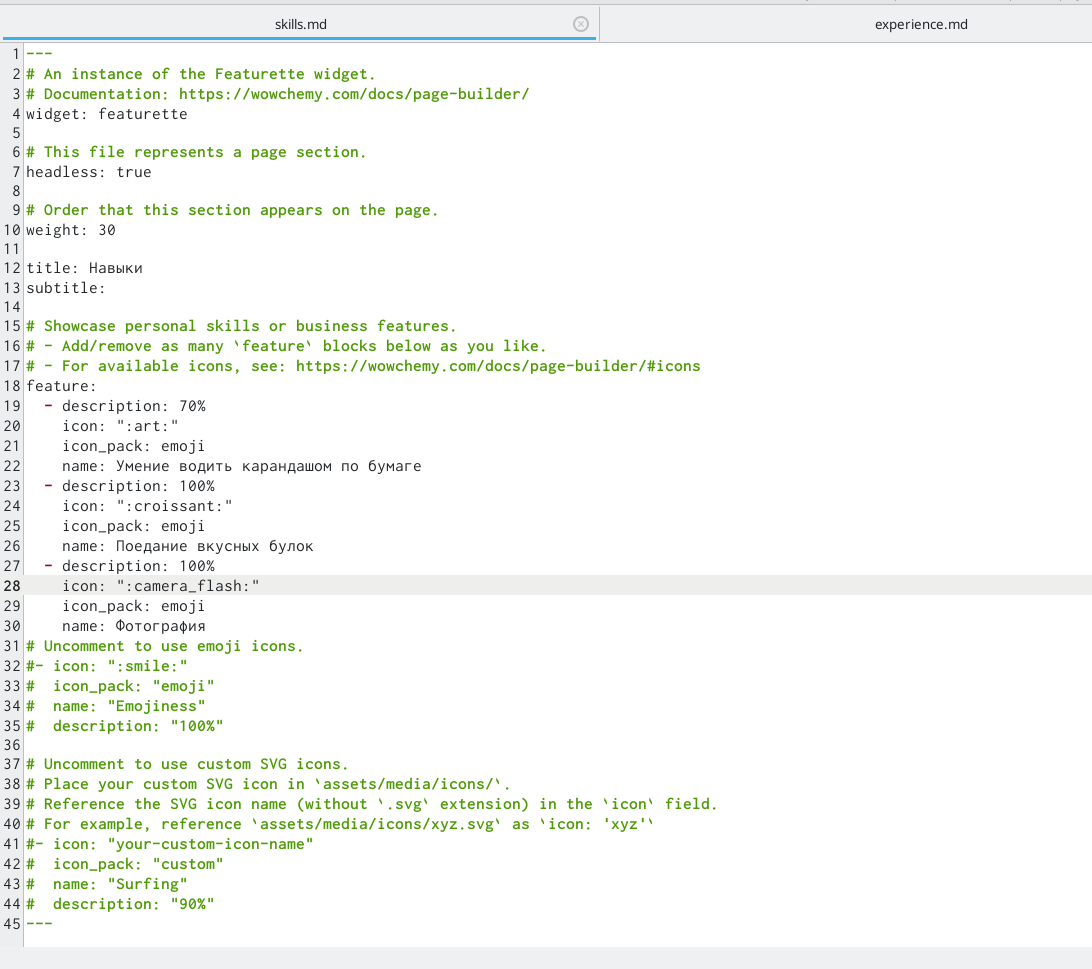 skills.md
experience.md
1 ---
2 # An instance of the Featurette widget.
3 # Documentation: https://wowchemy.com/docs/page-builder/
4 widget: featurette
5
6 # This file represents a page section.
7 headless: true
8
9 # Order that this section appears on the page.
10 weight: 30
11
12 title: Навыки
13 subtitle:
14
15 # Showcase personal skills or business features.
16 # - Add/remove as many `feature` blocks below as you like.
17 # - For available icons, see: https://wowchemy.com/docs/page-builder/#icons
18 feature:
19   - description: 70%
20     icon: ":art:"
21     icon_pack: emoji
22     name: Умение водить карандашом по бумаге
23   - description: 100%
24     icon: ":croissant:"
25     icon_pack: emoji
26     name: Поедание вкусных булок
27   - description: 100%
28     icon: ":camera_flash:"
29     icon_pack: emoji
30     name: Фотография
31 # Uncomment to use emoji icons.
32 #- icon: ":smile:"
33 #  icon_pack: "emoji"
34 #  name: "Emojiness"
35 #  description: "100%"
36
37 # Uncomment to use custom SVG icons.
38 # Place your custom SVG icon in `assets/media/icons/`.
39 # Reference the SVG icon name (without `.svg` extension) in the `icon` field.
40 # For example, reference `assets/media/icons/xyz.svg` as `icon: 'xyz'`
41 #- icon: "your-custom-icon-name"
42 #  icon_pack: "custom"
43 #  name: "Surfing"
44 #  description: "90%"
45 ---